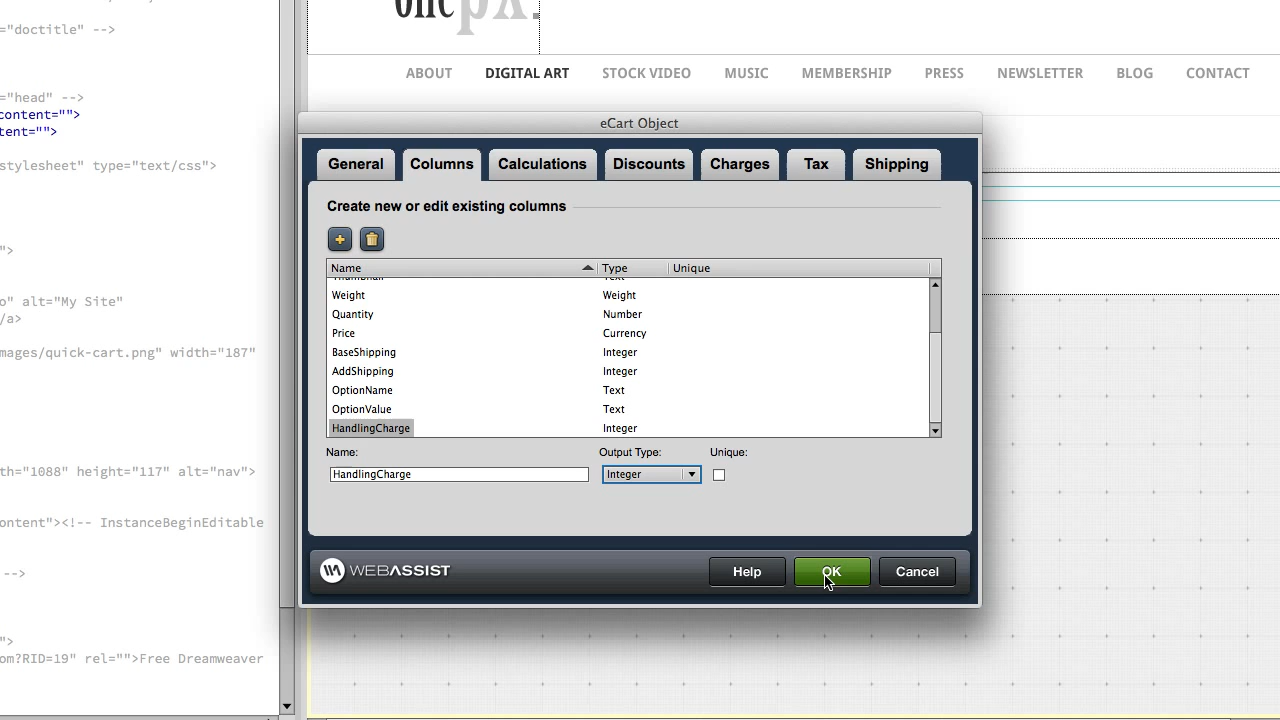 ="doctitle" -->
="head" -->
content="">
tent="">
stylesheet" type="text/css">
">
o" alt="My Site"
/a>
mages/quick-cart.png" width="187"
th="1088" height="117" alt="nav">
ontent"><!-- InstanceBeginEditable
-->
">
om?RID=19" rel="">Free Dreamweaver
onepx.
ABOUT DIGITAL ART STOCK VIDEO MUSIC MEMBERSHIP PRESS NEWSLETTER BLOG CONTACT
eCart Object
General Columns Calculations Discounts Charges Tax Shipping
Create new or edit existing columns
Name Type Unique
Thumbnail Text
Weight Weight
Quantity Number
Price Currency
BaseShipping Integer
AddShipping Integer
OptionName Text
OptionValue Text
HandlingCharge Integer
Name: Output Type: Unique:
HandlingCharge Integer
WEBASSIST Help OK Cancel